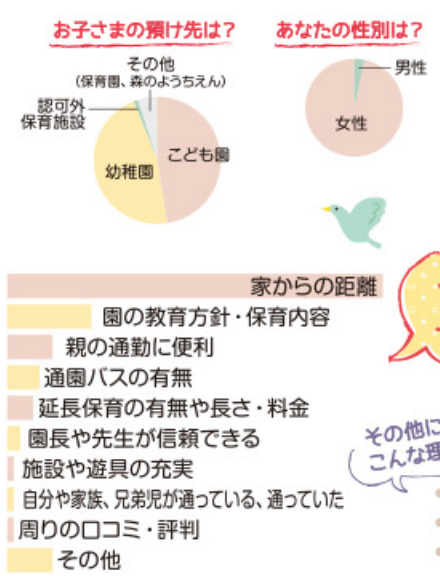 お子さまの預け先は？
あなたの性別は？
その他
(保育園、森のようちえん)
認可外
保育施設
幼稚園
こども園
男性
女性
家からの距離
園の教育方針・保育内容
親の通勤に便利
通園バスの有無
延長保育の有無や長さ・料金
園長や先生が信頼できる
施設や遊具の充実
自分や家族、兄弟児が通っている、通っていた
周りの口コミ・評判
その他
その他に
こんな理